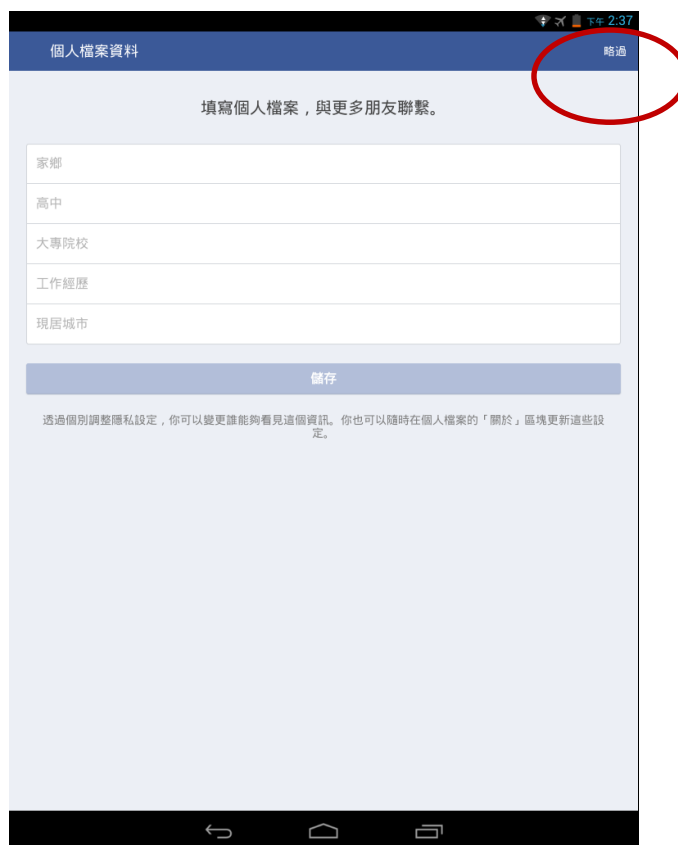 下午 2:37
個人檔案資料
略過
填寫個人檔案，與更多朋友聯繫。
家鄉
高中
大專院校
工作經歷
現居城市
儲存
透過個別調整隱私設定，你可以變更誰能夠看見這個資訊。你也可以隨時在個人檔案的「關於」區塊更新這些設
定。